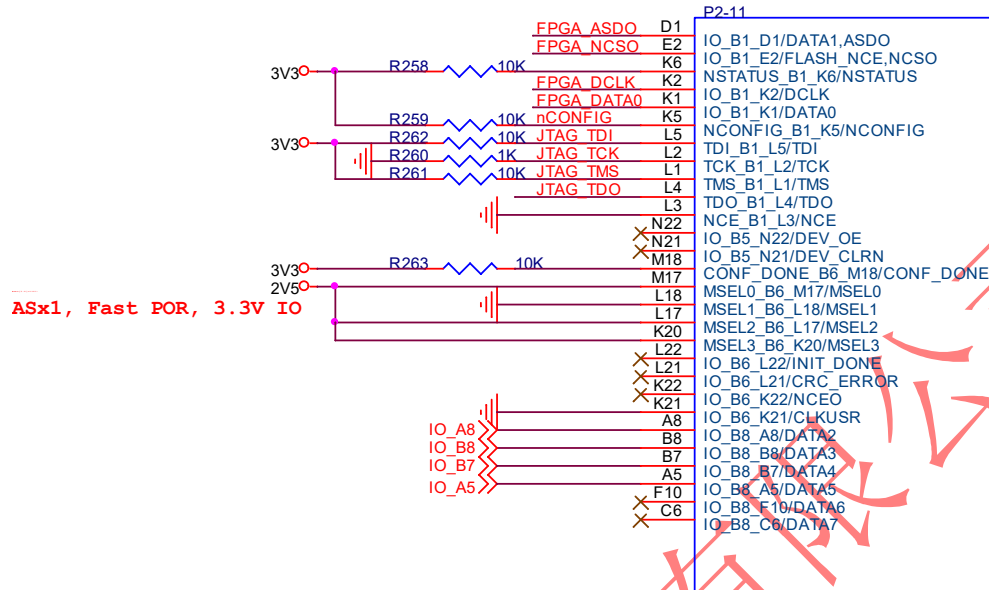 P2-11
FPGA_ASDO D1 IO_B1_D1/DATA1,ASDO
FPGA_NCSO E2 IO_B1_E2/FLASH_NCE,NCSO
3V3 R258 10K K6 NSTATUS_B1_K6/NSTATUS
FPGA_DCLK K2 IO_B1_K2/DCLK
FPGA_DATA0 K1 IO_B1_K1/DATA0
R259 10K nCONFIG K5 NCONFIG_B1_K5/NCONFIG
3V3 R262 10K JTAG_TDI L5 TDI_B1_L5/TDI
R260 1K JTAG_TCK L2 TCK_B1_L2/TCK
R261 10K JTAG_TMS L1 TMS_B1_L1/TMS
JTAG_TDO L4 TDO_B1_L4/TDO
L3 NCE_B1_L3/NCE
N22 IO_B5_N22/DEV_OE
N21 IO_B5_N21/DEV_CLRN
3V3 R263 10K M18 CONF_DONE_B6_M18/CONF_DONE
2V5 M17 MSEL0_B6_M17/MSEL0
ASx1, Fast POR, 3.3V IO
L18 MSEL1_B6_L18/MSEL1
L17 MSEL2_B6_L17/MSEL2
K20 MSEL3_B6_K20/MSEL3
L22 IO_B6_L22/INIT_DONE
L21 IO_B6_L21/CRC_ERROR
K22 IO_B6_K22/NCEO
K21 IO_B6_K21/CLKUSR
IO_A8 A8 IO_B8_A8/DATA2
IO_B8 B8 IO_B8_B8/DATA3
IO_B7 B7 IO_B8_B7/DATA4
IO_A5 A5 IO_B8_A5/DATA5
F10 IO_B8_F10/DATA6
C6 IO_B8_C6/DATA7
限公